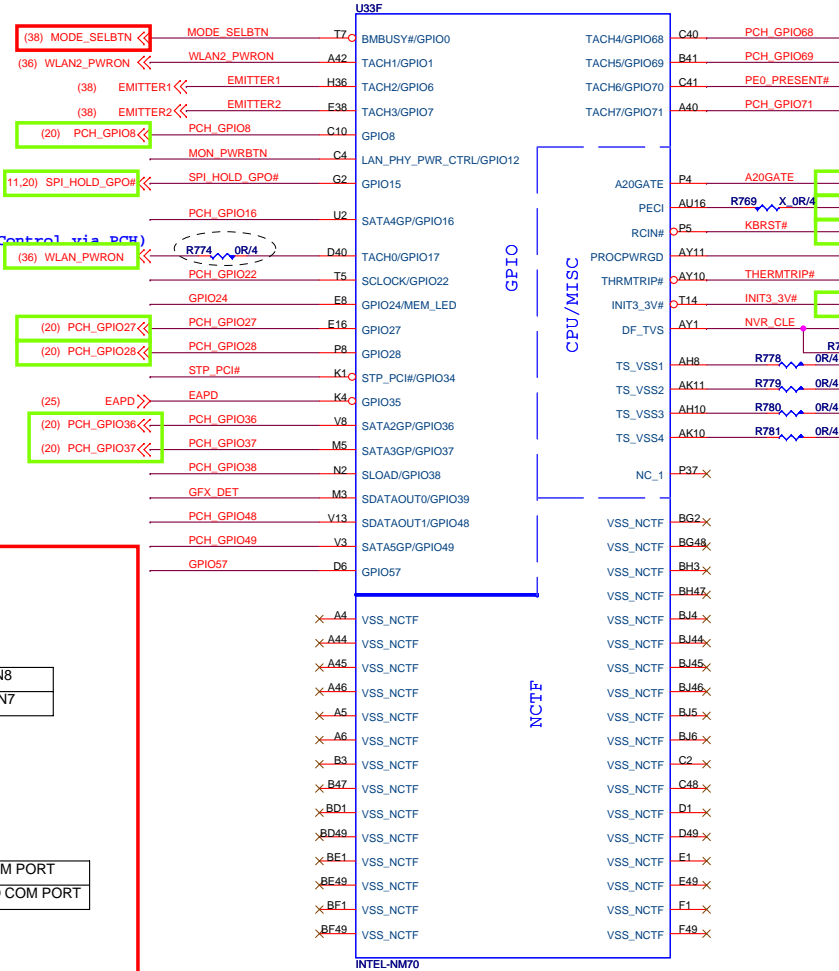 U33F
(38) MODE_SELBTN MODE_SELBTN T7 BMBUSY#/GPIO0 TACH4/GPIO68 C40 PCH_GPIO68
(36) WLAN2_PWRON WLAN2_PWRON A42 TACH1/GPIO1 TACH5/GPIO69 B41 PCH_GPIO69
(38) EMITTER1 EMITTER1 H36 TACH2/GPIO6 TACH6/GPIO70 C41 PE0_PRESENT#
(38) EMITTER2 EMITTER2 E38 TACH3/GPIO7 TACH7/GPIO71 A40 PCH_GPIO71
(20) PCH_GPIO8 PCH_GPIO8 C10 GPIO8
MON_PWRBTN C4 LAN_PHY_PWR_CTRL/GPIO12
11,20) SPI_HOLD_GPO# SPI_HOLD_GPO# G2 GPIO15 A20GATE P4 A20GATE
PECI AU16 R769 X_0R/4
PCH_GPIO16 U2 SATA4GP/GPIO16 RCIN# P5 KBRST#
Control via PCH)
(36) WLAN_PWRON R774 0R/4 D40 TACH0/GPIO17 PROCPWRGD AY11
PCH_GPIO22 T5 SCLOCK/GPIO22 THRMTRIP# AY10 THERMTRIP#
GPIO24 E8 GPIO24/MEM_LED INIT3_3V# T14 INIT3_3V#
(20) PCH_GPIO27 PCH_GPIO27 E16 GPIO27 DF_TVS AY1 NVR_CLE
(20) PCH_GPIO28 PCH_GPIO28 P8 GPIO28 TS_VSS1 AH8 R778 0R/4
STP_PCI# K1 STP_PCI#/GPIO34 TS_VSS2 AK11 R779 0R/4
(25) EAPD EAPD K4 GPIO35 TS_VSS3 AH10 R780 0R/4
(20) PCH_GPIO36 PCH_GPIO36 V8 SATA2GP/GPIO36 TS_VSS4 AK10 R781 0R/4
(20) PCH_GPIO37 PCH_GPIO37 M5 SATA3GP/GPIO37
PCH_GPIO38 N2 SLOAD/GPIO38 NC_1 P37
GFX_DET M3 SDATAOUT0/GPIO39
PCH_GPIO48 V13 SDATAOUT1/GPIO48 VSS_NCTF BG2
PCH_GPIO49 V3 SATA5GP/GPIO49 VSS_NCTF BG48
GPIO57 D6 GPIO57 VSS_NCTF BH3
VSS_NCTF BH47
GPIO
CPU/MISC
NCTF
A4 VSS_NCTF VSS_NCTF BJ4
A44 VSS_NCTF VSS_NCTF BJ44
A45 VSS_NCTF VSS_NCTF BJ45
A46 VSS_NCTF VSS_NCTF BJ46
A5 VSS_NCTF VSS_NCTF BJ5
A6 VSS_NCTF VSS_NCTF BJ6
B3 VSS_NCTF VSS_NCTF C2
B47 VSS_NCTF VSS_NCTF C48
BD1 VSS_NCTF VSS_NCTF D1
BD49 VSS_NCTF VSS_NCTF D49
BE1 VSS_NCTF VSS_NCTF E1
BE49 VSS_NCTF VSS_NCTF E49
BF1 VSS_NCTF VSS_NCTF F1
BF49 VSS_NCTF VSS_NCTF F49
INTEL-NM70
N8
N7
M PORT
COM PORT